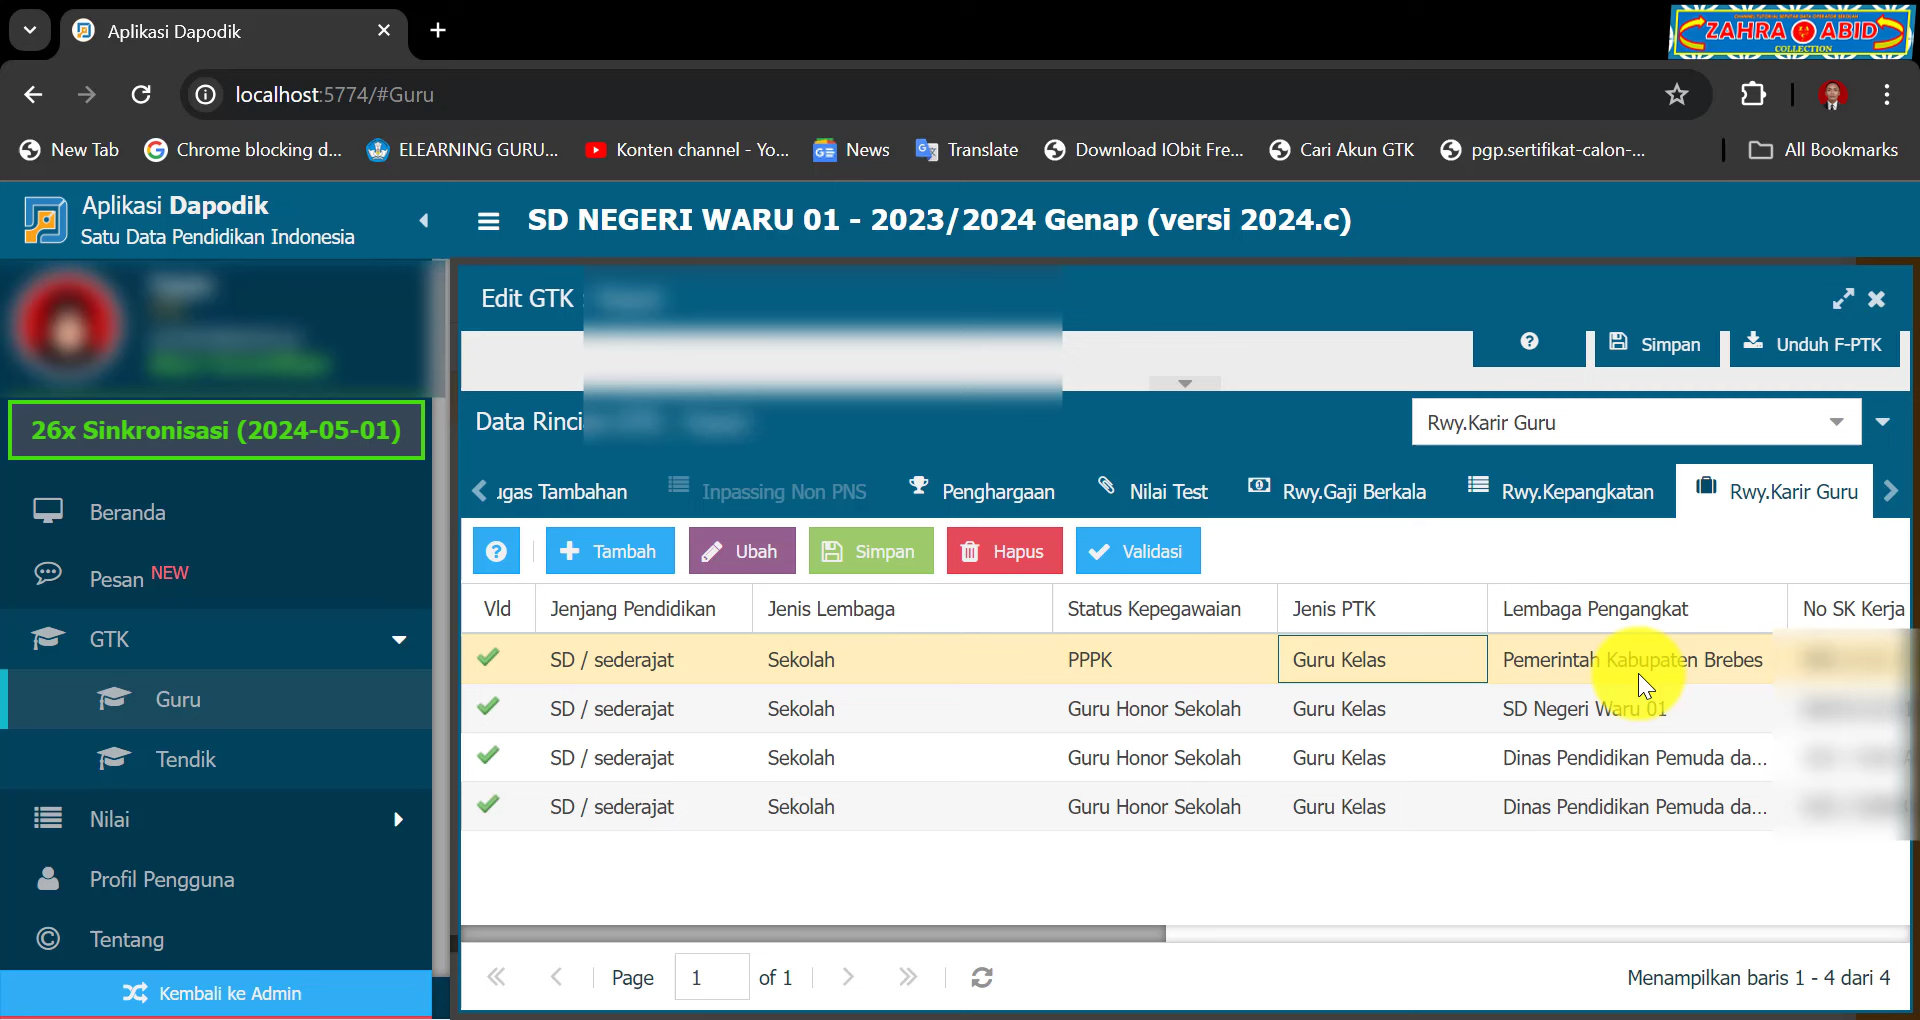 Aplikasi Dapodik
CHANNEL TUTORIAL SEPUTAR DATA OPERATOR SEKOLAH
ZAHRA ABID
COLLECTION
localhost:5774/#Guru
New Tab
Chrome blocking d...
ELEARNING GURU...
Konten channel - Yo...
News
Translate
Download IObit Fre...
Cari Akun GTK
pgp.sertifikat-calon-...
All Bookmarks
Aplikasi Dapodik
Satu Data Pendidikan Indonesia
SD NEGERI WARU 01 - 2023/2024 Genap (versi 2024.c)
26x Sinkronisasi (2024-05-01)
Beranda
Pesan NEW
GTK
Guru
Tendik
Nilai
Profil Pengguna
Tentang
Kembali ke Admin
Edit GTK :
Simpan
Unduh F-PTK
Data Rinci
Rwy.Karir Guru
ugas Tambahan
Inpassing Non PNS
Penghargaan
Nilai Test
Rwy.Gaji Berkala
Rwy.Kepangkatan
Rwy.Karir Guru
Tambah
Ubah
Simpan
Hapus
Validasi
Vld Jenjang Pendidikan Jenis Lembaga Status Kepegawaian Jenis PTK Lembaga Pengangkat No SK Kerja
SD / sederajat Sekolah PPPK Guru Kelas Pemerintah Kabupaten Brebes
SD / sederajat Sekolah Guru Honor Sekolah Guru Kelas SD Negeri Waru 01
SD / sederajat Sekolah Guru Honor Sekolah Guru Kelas Dinas Pendidikan Pemuda da...
SD / sederajat Sekolah Guru Honor Sekolah Guru Kelas Dinas Pendidikan Pemuda da...
Page 1 of 1
Menampilkan baris 1 - 4 dari 4